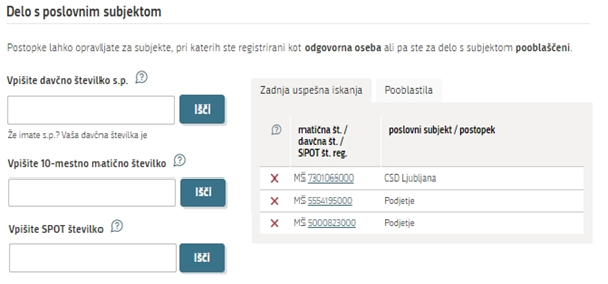 Delo s poslovnim subjektom
Postopke lahko opravljate za subjekte, pri katerih ste registrirani kot odgovorna oseba ali pa ste za delo s subjektom pooblaščeni.
Vpišite davčno številko s.p.
Išči
Že imate s.p.? Vaša davčna številka je
Vpišite 10-mestno matično številko
Išči
Vpišite SPOT številko
Išči
Zadnja uspešna iskanja
Pooblastila
matična št. /
davčna št. /
SPOT št. reg.
poslovni subjekt / postopek
MŠ 7301065000 CSD Ljubljana
MŠ 5554195000 Podjetje
MŠ 5000823000 Podjetje